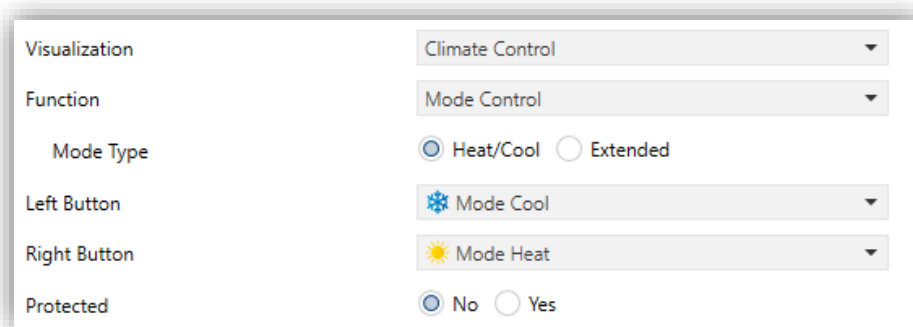 Visualization Climate Control
Function Mode Control
Mode Type Heat/Cool Extended
Left Button Mode Cool
Right Button Mode Heat
Protected No Yes